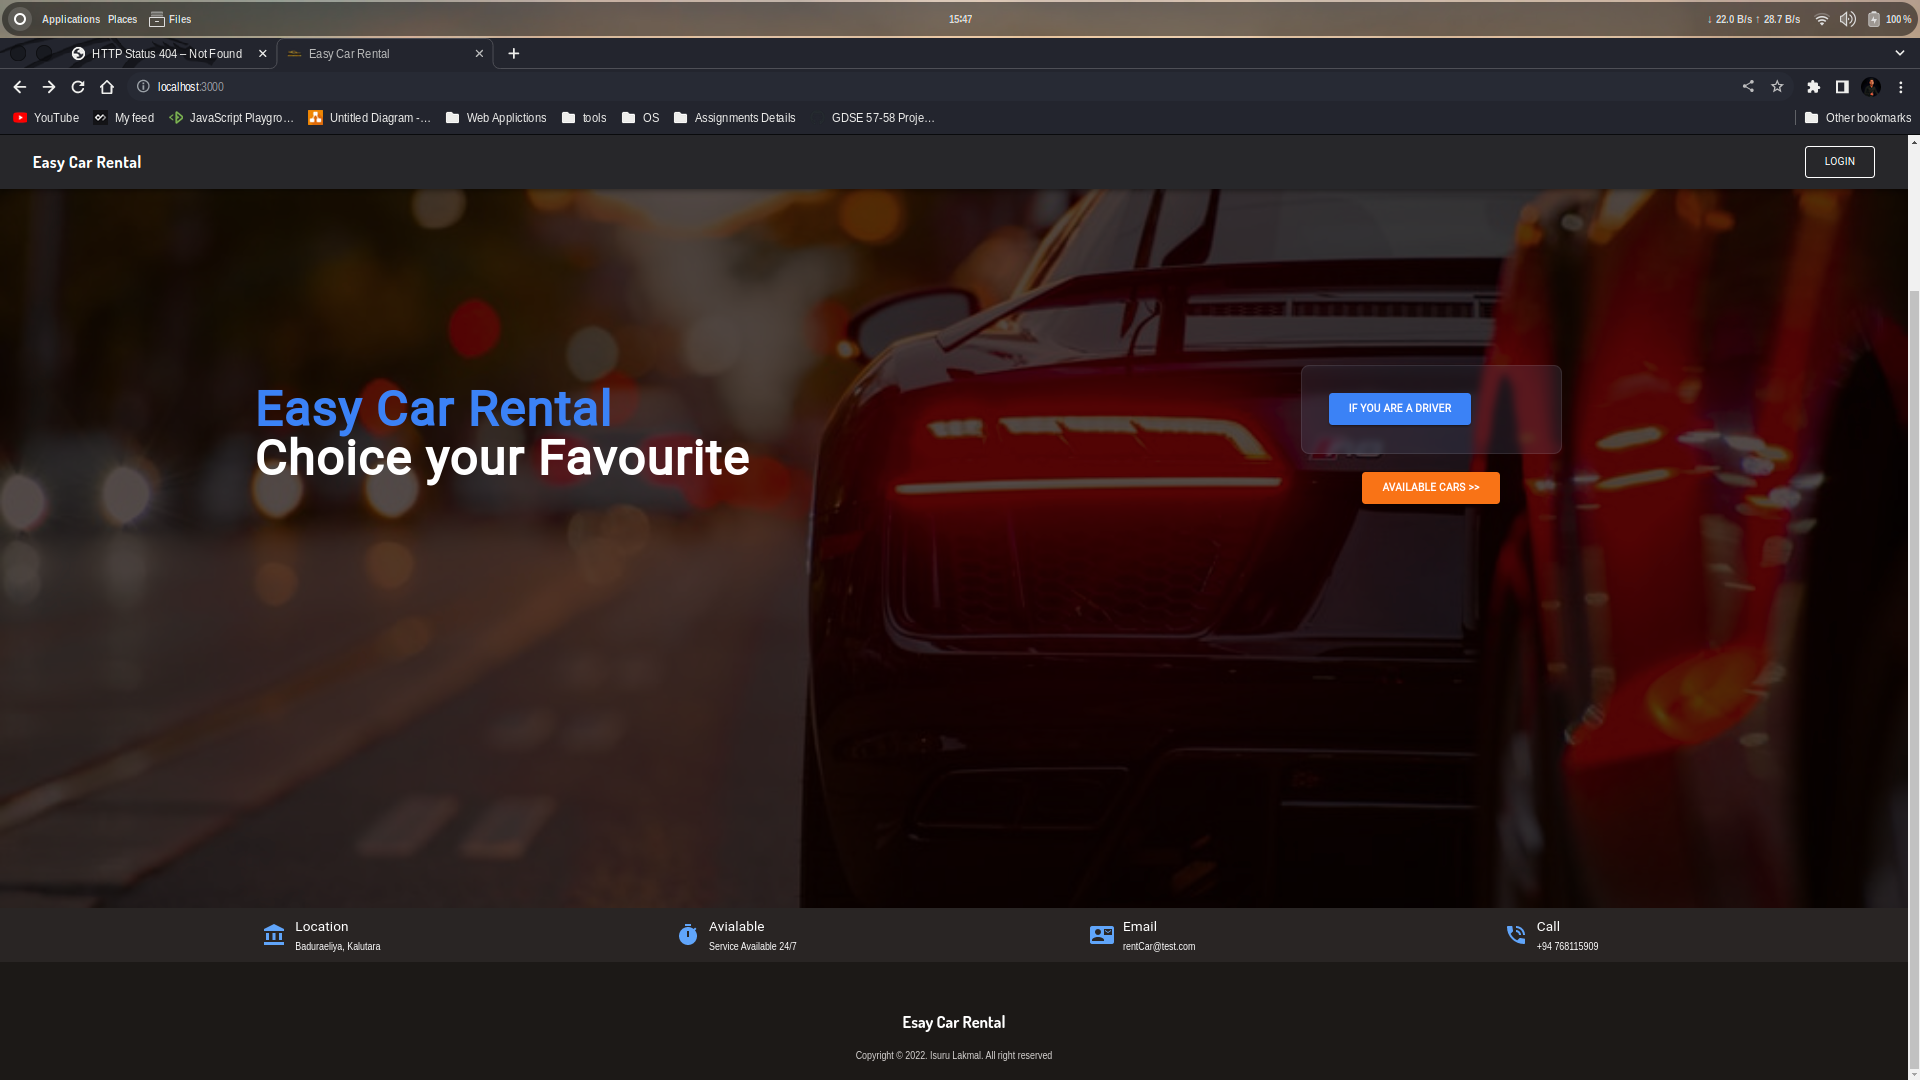 Applications Places Files 15:47 ↓ 22.0 B/s ↑ 28.7 B/s 100 %
HTTP Status 404 – Not Found Easy Car Rental
localhost:3000
YouTube My feed JavaScript Playgro… Untitled Diagram -… Web Applictions tools OS Assignments Details GDSE 57-58 Proje… Other bookmarks
Easy Car Rental LOGIN
Easy Car Rental
Choice your Favourite
IF YOU ARE A DRIVER
AVAILABLE CARS >>
Location
Baduraeliya, Kalutara
Avialable
Service Available 24/7
Email
rentCar@test.com
Call
+94 768115909
Esay Car Rental
Copyright © 2022. Isuru Lakmal. All right reserved